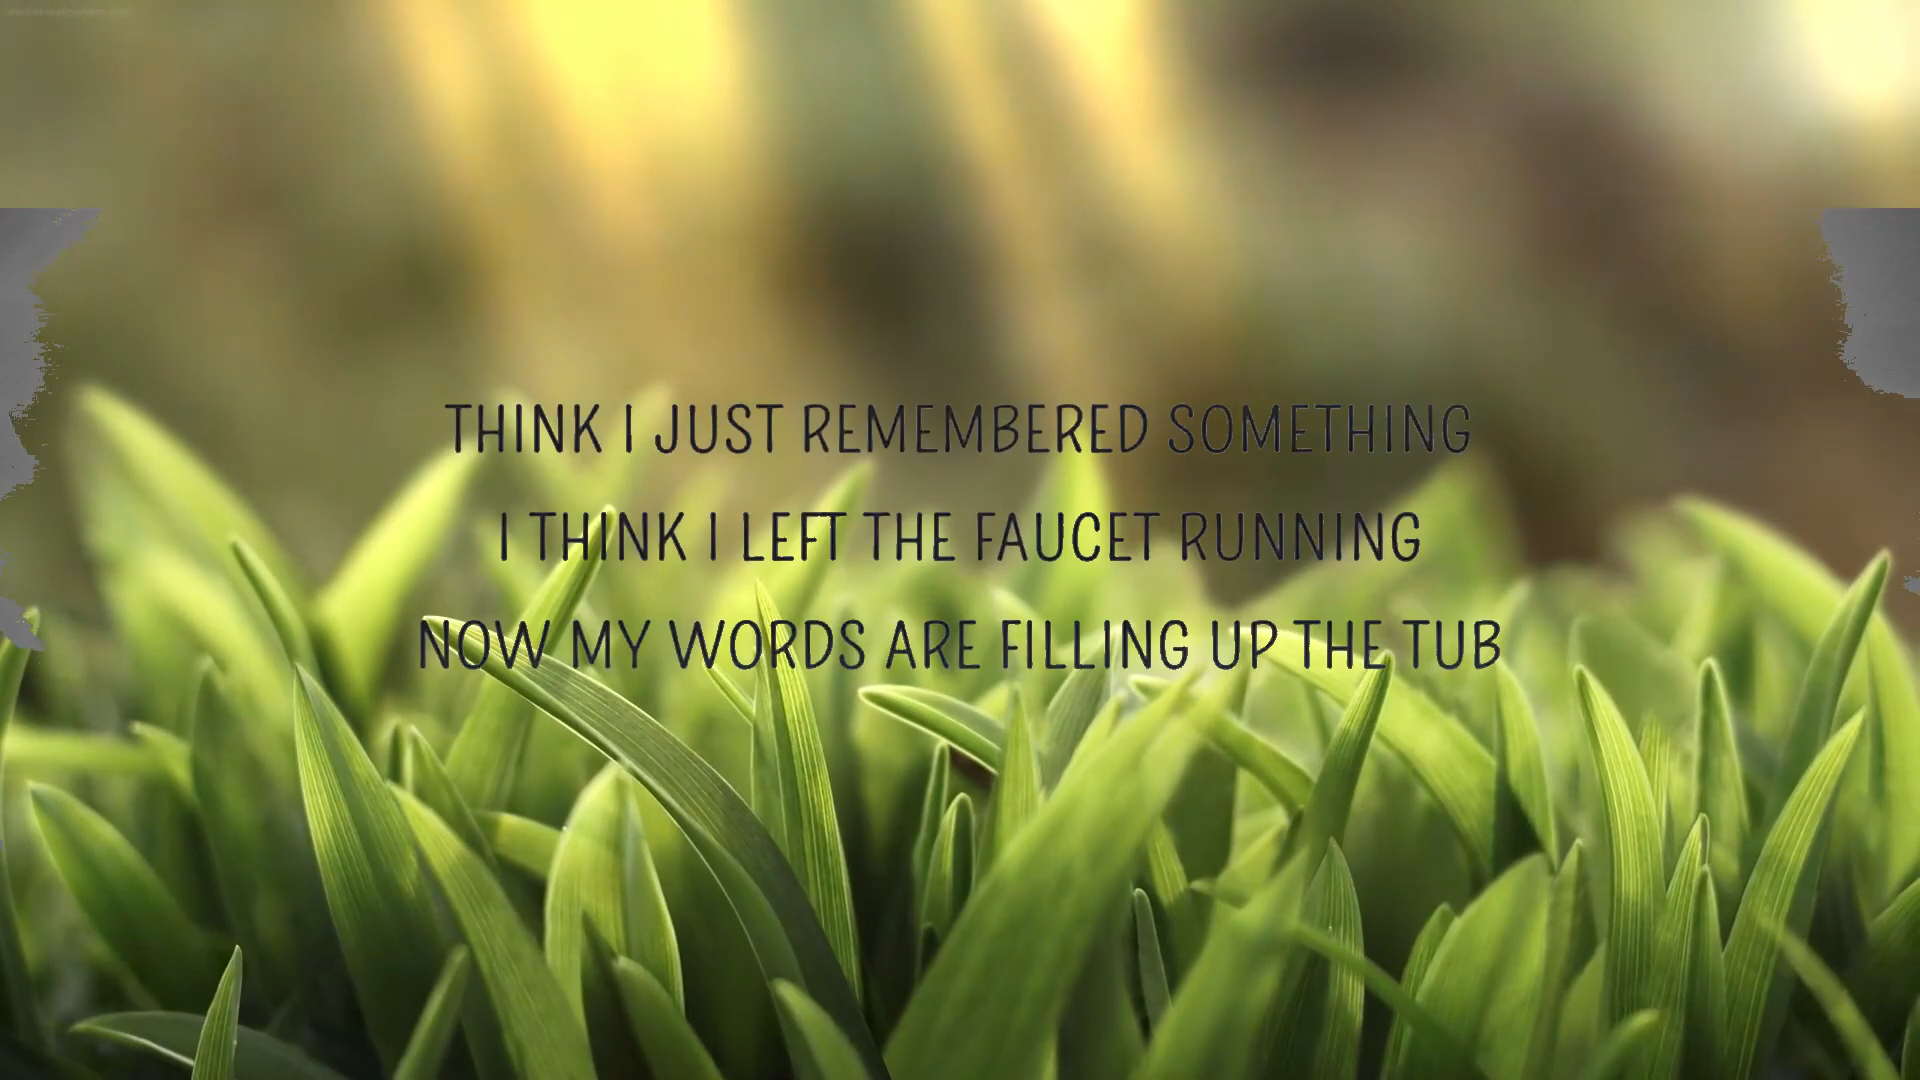 THINK I JUST REMEMBERED SOMETHING
I THINK I LEFT THE FAUCET RUNNING
NOW MY WORDS ARE FILLING UP THE TUB